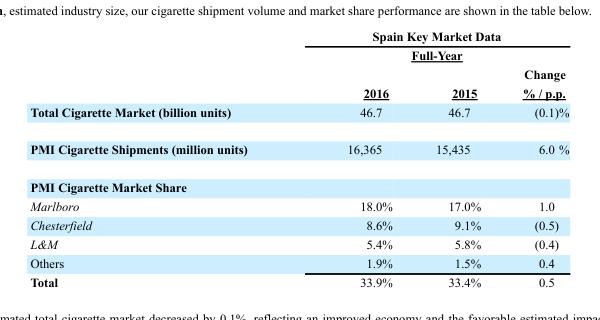 , estimated industry size, our cigarette shipment volume and market share performance are shown in the table below.
Spain Key Market Data
Full-Year
Change
2016 2015 % / p.p.
Total Cigarette Market (billion units) 46.7 46.7 (0.1)%
PMI Cigarette Shipments (million units) 16,365 15,435 6.0 %
PMI Cigarette Market Share
Marlboro 18.0% 17.0% 1.0
Chesterfield 8.6% 9.1% (0.5)
L&M 5.4% 5.8% (0.4)
Others 1.9% 1.5% 0.4
Total 33.9% 33.4% 0.5
total cigarette market decreased by 0.1%, reflecting an improved economy and the favorable estimated